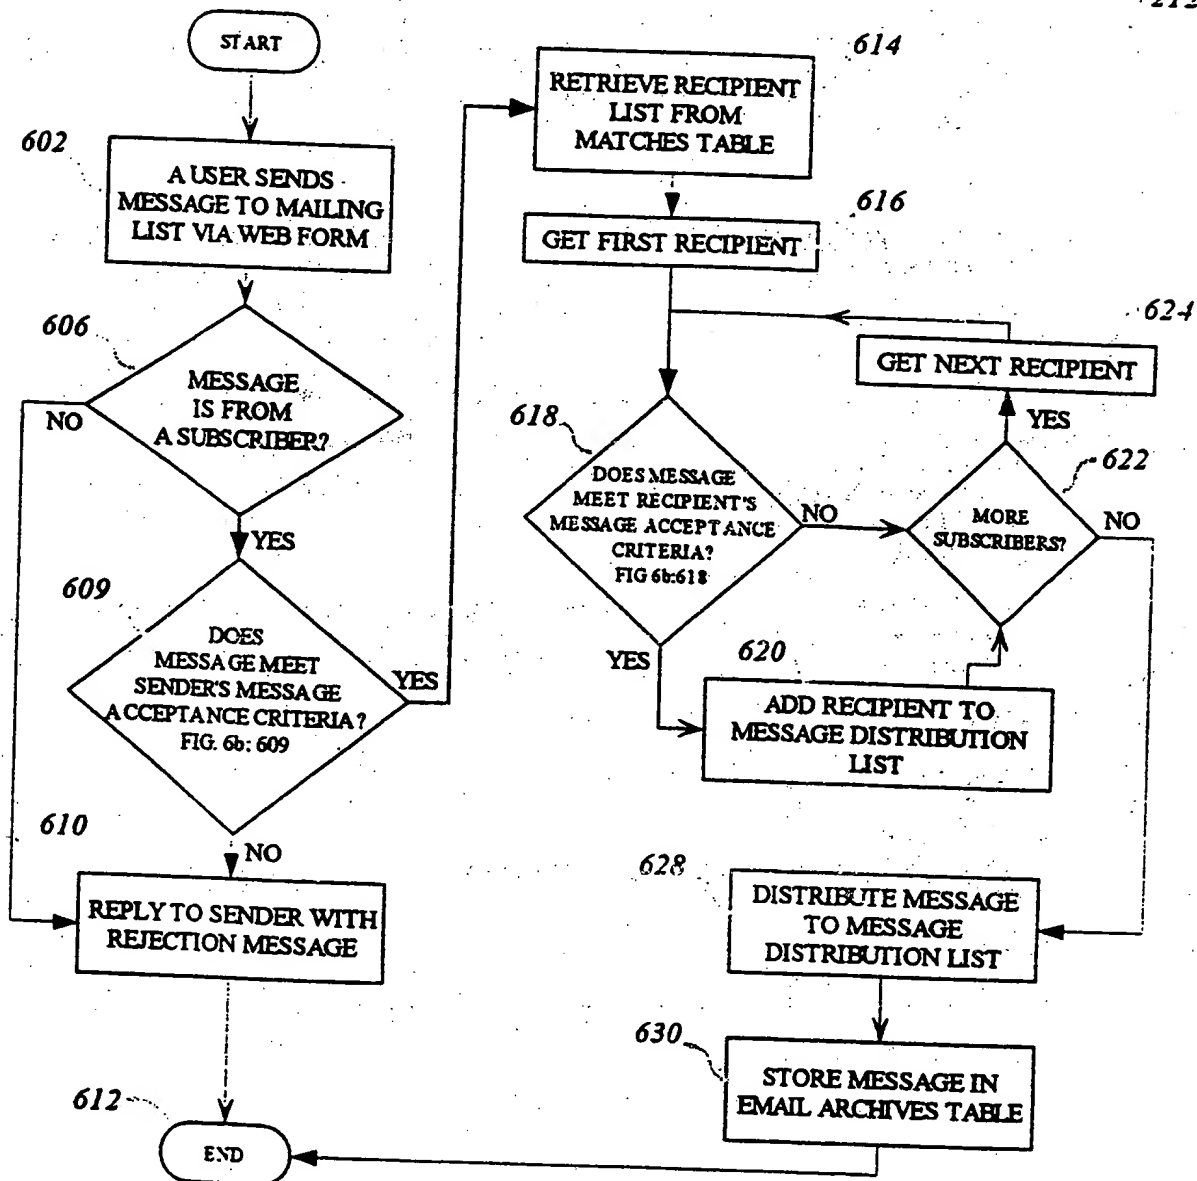 212
START
602
A USER SENDS
MESSAGE TO MAILING
LIST VIA WEB FORM
606
MESSAGE
IS FROM
A SUBSCRIBER?
NO
YES
609
DOES
MESSAGE MEET
SENDER'S MESSAGE
ACCEPTANCE CRITERIA?
FIG. 6b: 609
YES
NO
610
REPLY TO SENDER WITH
REJECTION MESSAGE
612
END
614
RETRIEVE RECIPIENT
LIST FROM
MATCHES TABLE
616
GET FIRST RECIPIENT
624
GET NEXT RECIPIENT
YES
618
DOES MESSAGE
MEET RECIPIENT'S
MESSAGE ACCEPTANCE
CRITERIA?
FIG 6b:618
NO
YES
622
MORE
SUBSCRIBERS?
NO
620
ADD RECIPIENT TO
MESSAGE DISTRIBUTION
LIST
628
DISTRIBUTE MESSAGE
TO MESSAGE
DISTRIBUTION LIST
630
STORE MESSAGE IN
EMAIL ARCHIVES TABLE